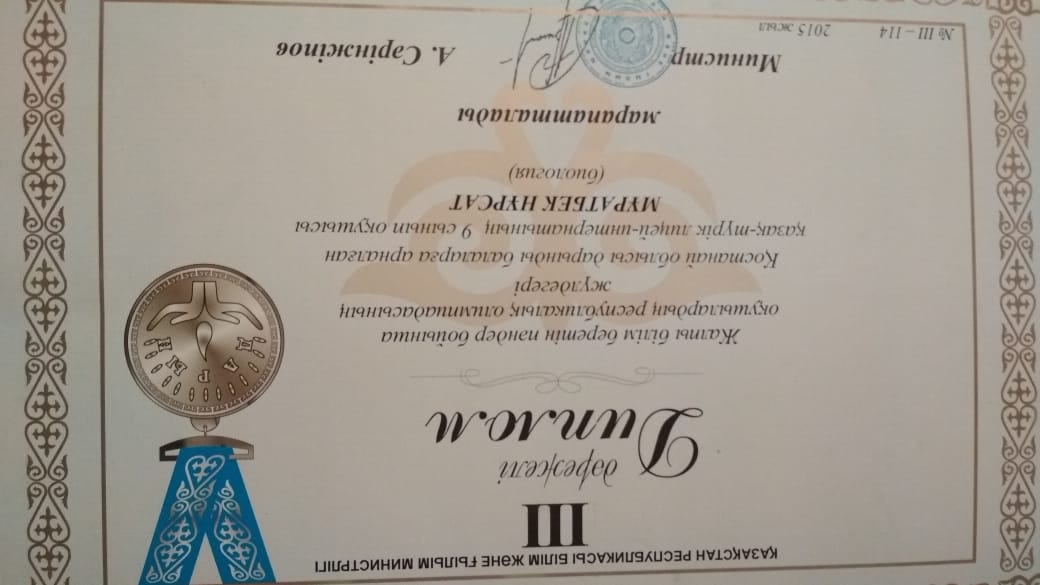 ҚАЗАҚСТАН РЕСПУБЛИКАСЫ БІЛІМ ЖӘНЕ ҒЫЛЫМ МИНИСТРЛІГІ
III
дәрежелі
Диплом
Жалпы білім беретін пәндер бойынша
оқушылардың республикалық олимпиадасының
жүлдегері
Қостанай облысы дарынды балаларға арналған
қазақ-түрік лицей-интернатының 9 сынып оқушысы
МҰРАТБЕК НҰРСАТ
(биология)
марапатталады
Министр А. Сәрінжіпов
№ III – 114 2015 жыл
ДАРЫН